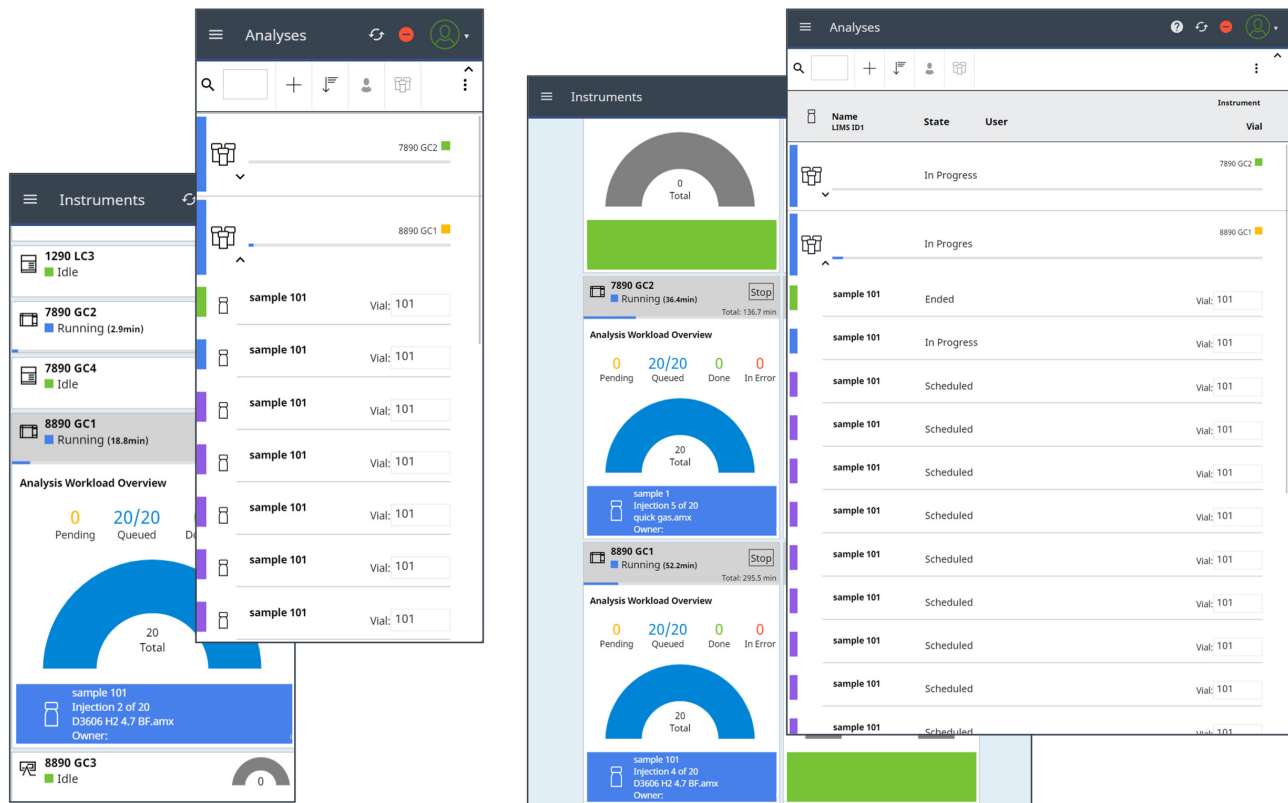 Instruments
1290 LC3
Idle
7890 GC2
Running (2.9min)
7890 GC4
Idle
8890 GC1
Running (18.8min)
Analysis Workload Overview
0
20/20
Pending
Queued
20
Total
sample 101
Injection 2 of 20
D3606 H2 4.7 BF.amx
Owner:
8890 GC3
Idle
0
Analyses
7890 GC2
8890 GC1
sample 101
Vial: 101
sample 101
Vial: 101
sample 101
Vial: 101
sample 101
Vial: 101
sample 101
Vial: 101
sample 101
Vial: 101
sample 101
Vial: 101
Instruments
0
Total
7890 GC2
Running (36.4min)
Stop
Total: 136.7 min
Analysis Workload Overview
0 20/20 0 0
Pending Queued Done In Error
20
Total
sample 1
Injection 5 of 20
quick gas.amx
Owner:
8890 GC1
Running (52.2min)
Stop
Total: 295.5 min
Analysis Workload Overview
0 20/20 0 0
Pending Queued Done In Error
20
Total
sample 101
Injection 4 of 20
D3606 H2 4.7 BF.amx
Owner:
Analyses
Instrument
Name State User
LIMS ID1
Vial
7890 GC2
In Progress
8890 GC1
In Progres
sample 101 Ended Vial: 101
sample 101 In Progress Vial: 101
sample 101 Scheduled Vial: 101
sample 101 Scheduled Vial: 101
sample 101 Scheduled Vial: 101
sample 101 Scheduled Vial: 101
sample 101 Scheduled Vial: 101
sample 101 Scheduled Vial: 101
sample 101 Scheduled Vial: 101
sample 101 Scheduled Vial: 101
sample 101 Scheduled Vial: 101